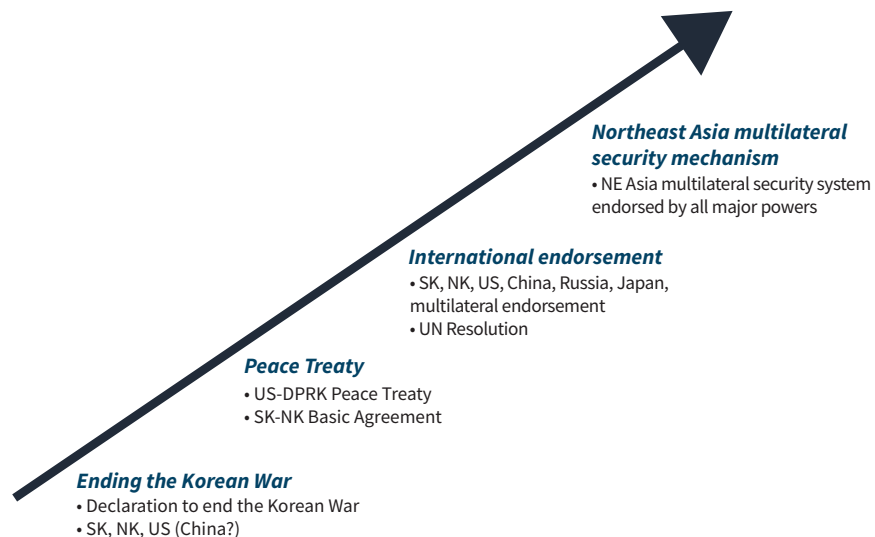 Northeast Asia multilateral
security mechanism
• NE Asia multilateral security system
endorsed by all major powers
International endorsement
• SK, NK, US, China, Russia, Japan,
multilateral endorsement
• UN Resolution
Peace Treaty
• US-DPRK Peace Treaty
• SK-NK Basic Agreement
Ending the Korean War
• Declaration to end the Korean War
• SK, NK, US (China?)